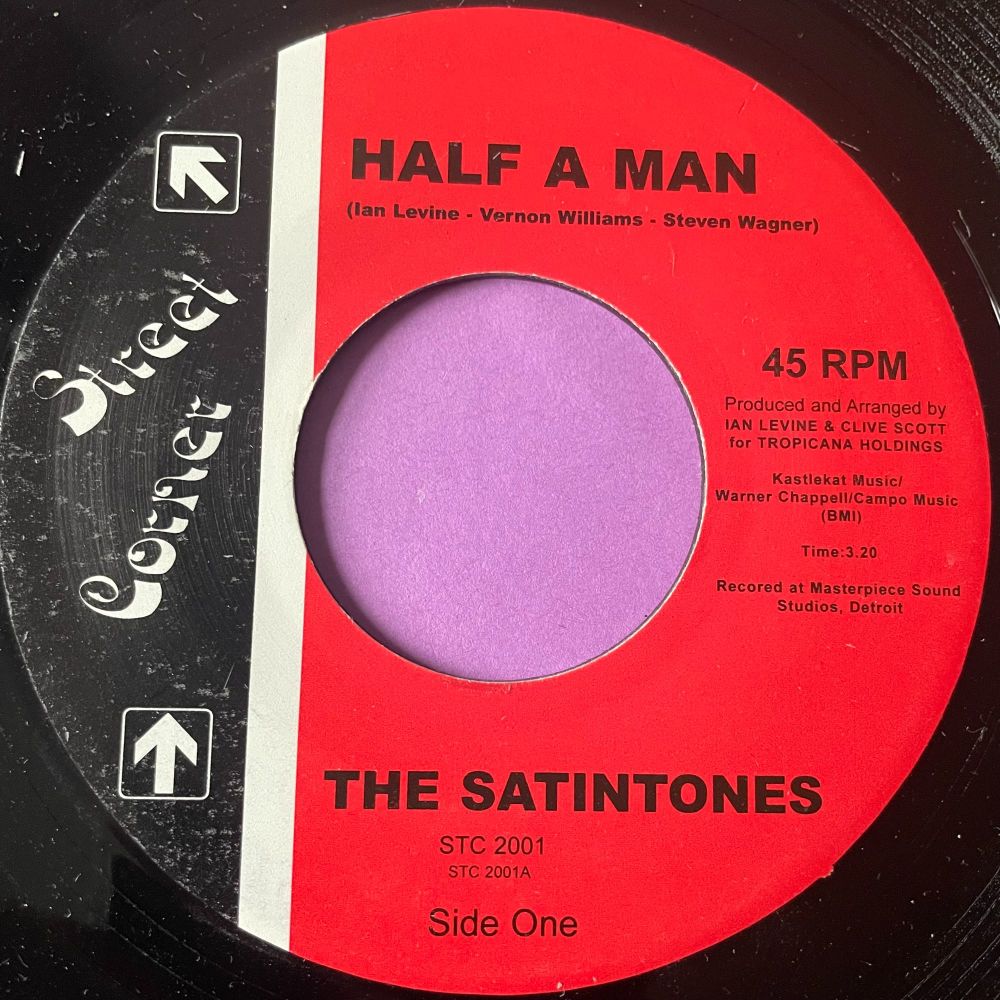 Street
Corner
HALF A MAN
(Ian Levine - Vernon Williams - Steven Wagner)
45 RPM
Produced and Arranged by
IAN LEVINE & CLIVE SCOTT
for TROPICANA HOLDINGS
Kastlekat Music/
Warner Chappell/Campo Music
(BMI)
Time:3.20
Recored at Masterpiece Sound
Studios, Detroit
THE SATINTONES
STC 2001
STC 2001A
Side One